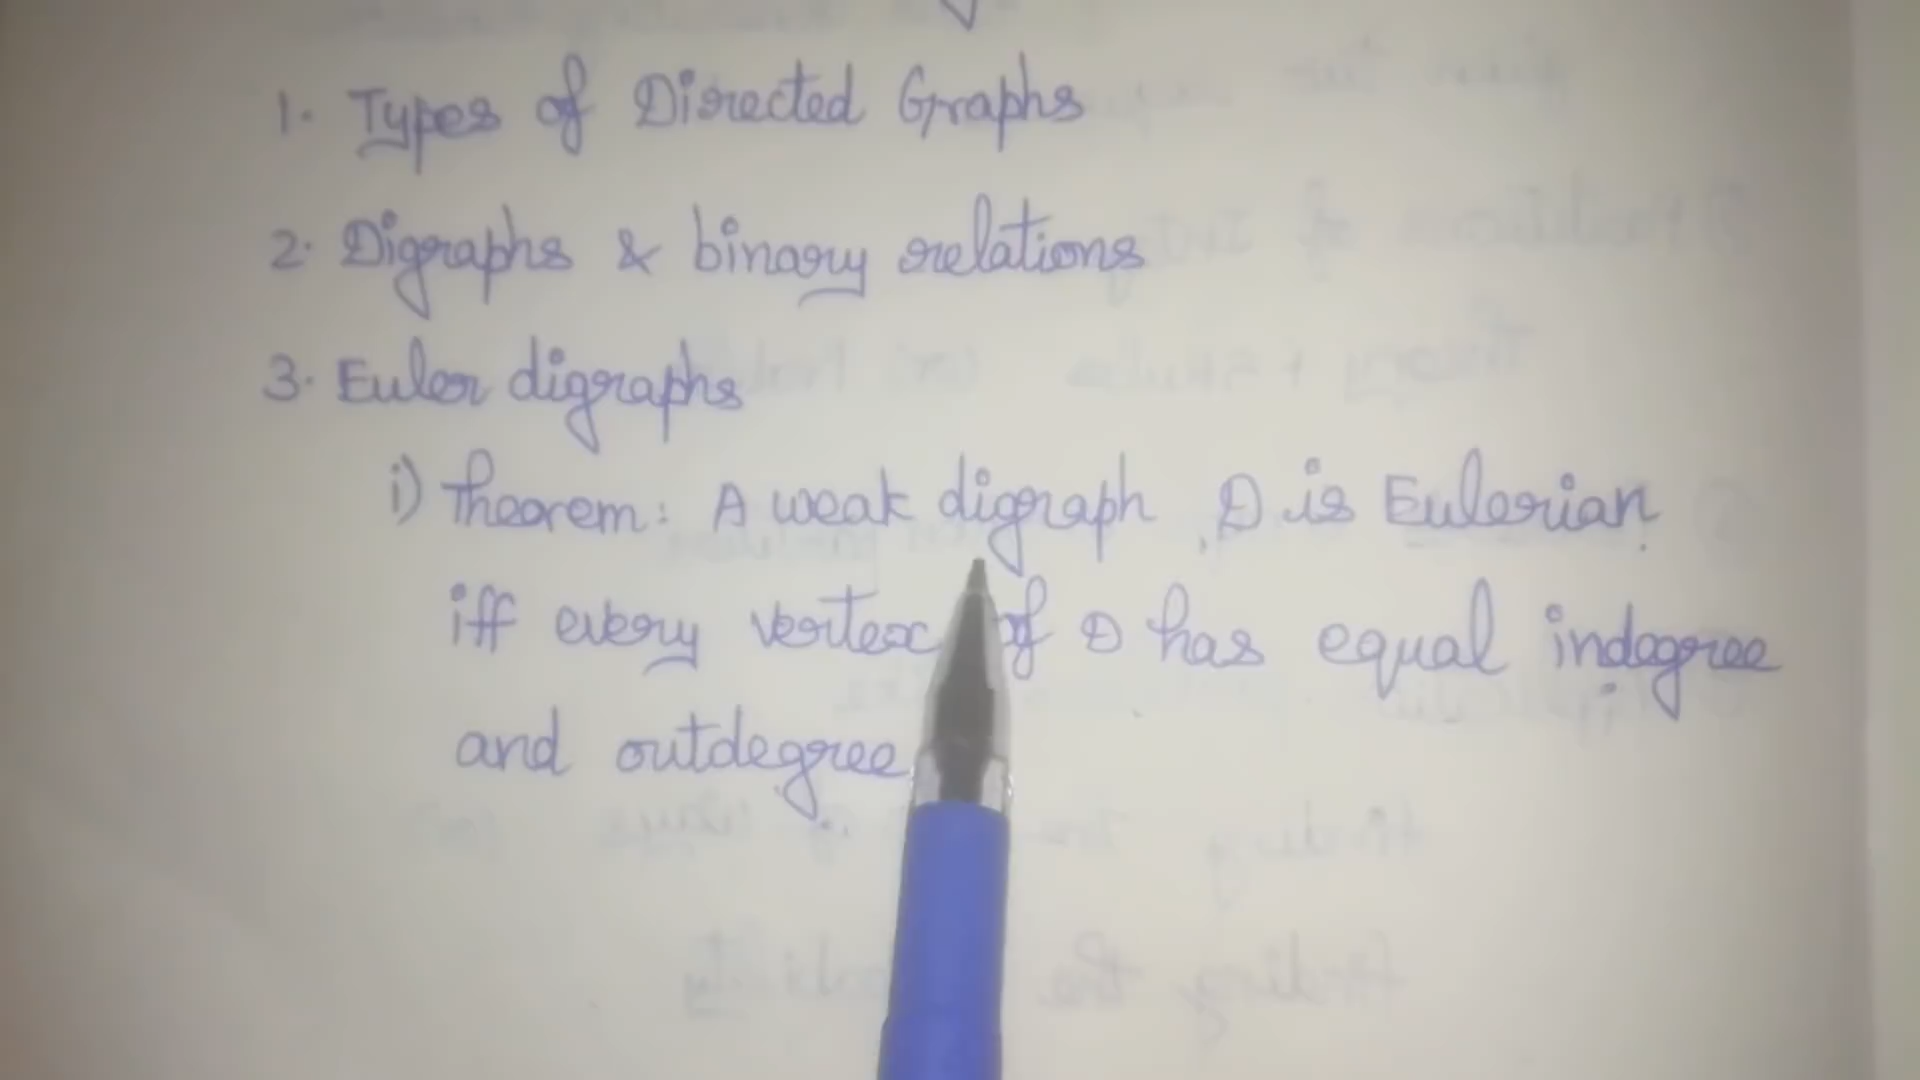 1. Types of Directed Graphs
2. Digraphs & binary relations
3. Euler digraphs
i) Theorem: A weak digraph D is Eulerian
iff every vertex of D has equal indegree
and outdegree